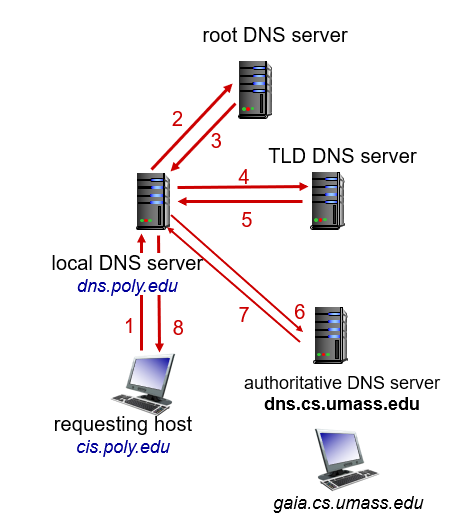 root DNS server
2
3
TLD DNS server
4
5
local DNS server
dns.poly.edu
6
7
1
8
authoritative DNS server
dns.cs.umass.edu
requesting host
cis.poly.edu
gaia.cs.umass.edu